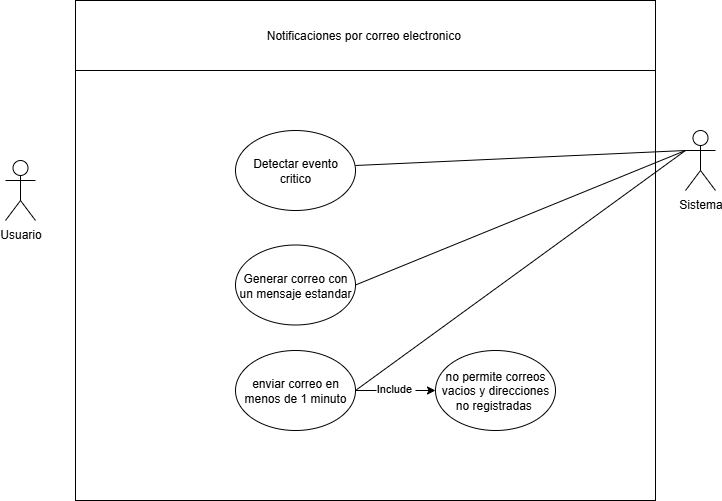 Notificaciones por correo electronico
Detectar evento
critico
Usuario
Sistema
Generar correo con
un mensaje estandar
enviar correo en
menos de 1 minuto
Include
no permite correos
vacios y direcciones
no registradas